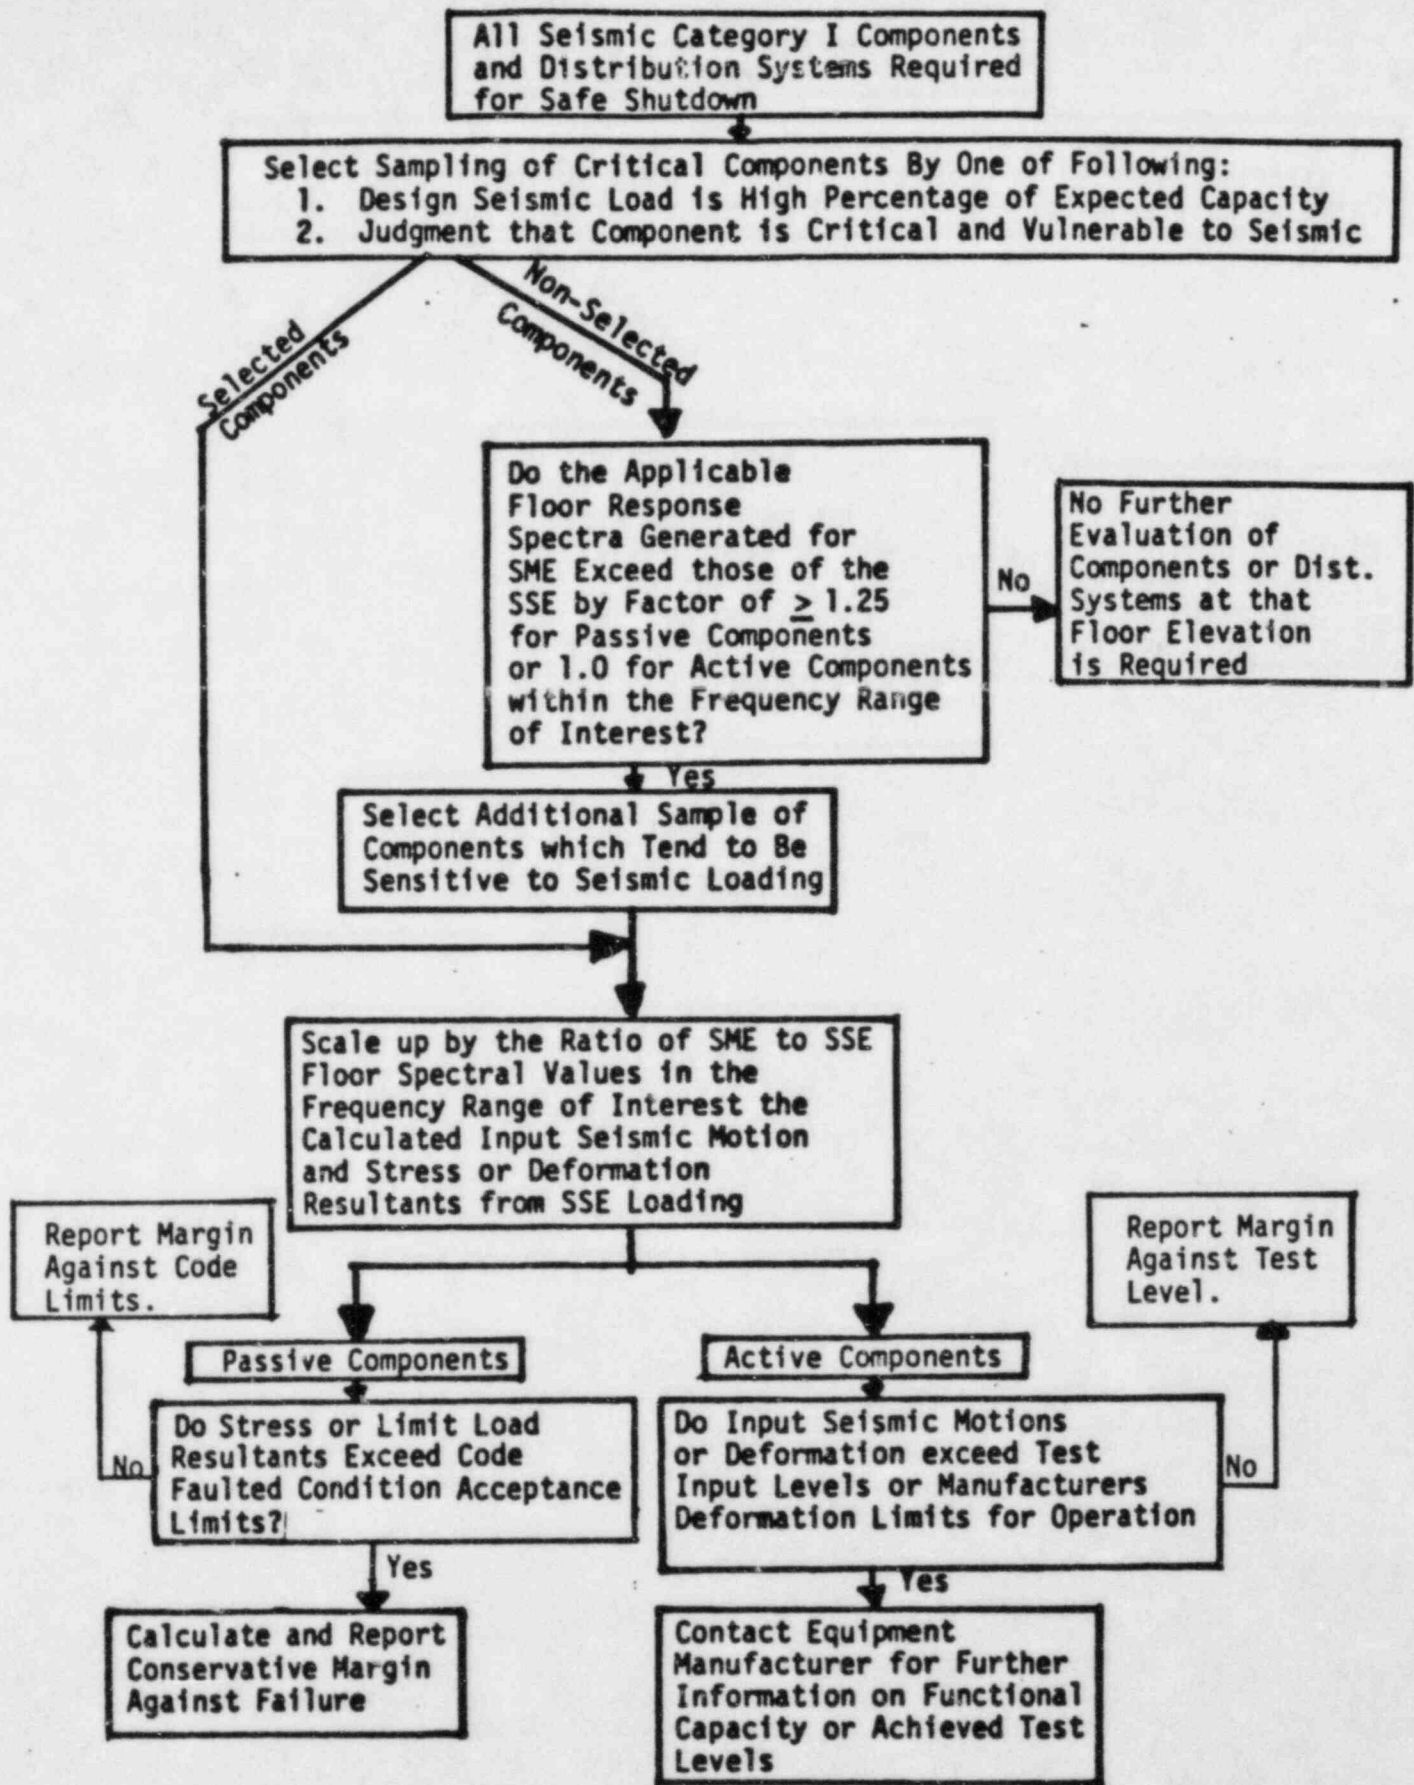 All Seismic Category I Components
and Distribution Systems Required
for Safe Shutdown
Select Sampling of Critical Components By One of Following:
1. Design Seismic Load is High Percentage of Expected Capacity
2. Judgment that Component is Critical and Vulnerable to Seismic
Selected
Components
Non-Selected
Components
Do the Applicable
Floor Response
Spectra Generated for
SME Exceed those of the
SSE by Factor of ≥ 1.25
for Passive Components
or 1.0 for Active Components
within the Frequency Range
of Interest?
No
No Further
Evaluation of
Components or Dist.
Systems at that
Floor Elevation
is Required
Yes
Select Additional Sample of
Components which Tend to Be
Sensitive to Seismic Loading
Scale up by the Ratio of SME to SSE
Floor Spectral Values in the
Frequency Range of Interest the
Calculated Input Seismic Motion
and Stress or Deformation
Resultants from SSE Loading
Report Margin
Against Code
Limits.
Report Margin
Against Test
Level.
Passive Components
Active Components
Do Stress or Limit Load
Resultants Exceed Code
Faulted Condition Acceptance
Limits?
No
Do Input Seismic Motions
or Deformation exceed Test
Input Levels or Manufacturers
Deformation Limits for Operation
No
Yes
Yes
Calculate and Report
Conservative Margin
Against Failure
Contact Equipment
Manufacturer for Further
Information on Functional
Capacity or Achieved Test
Levels